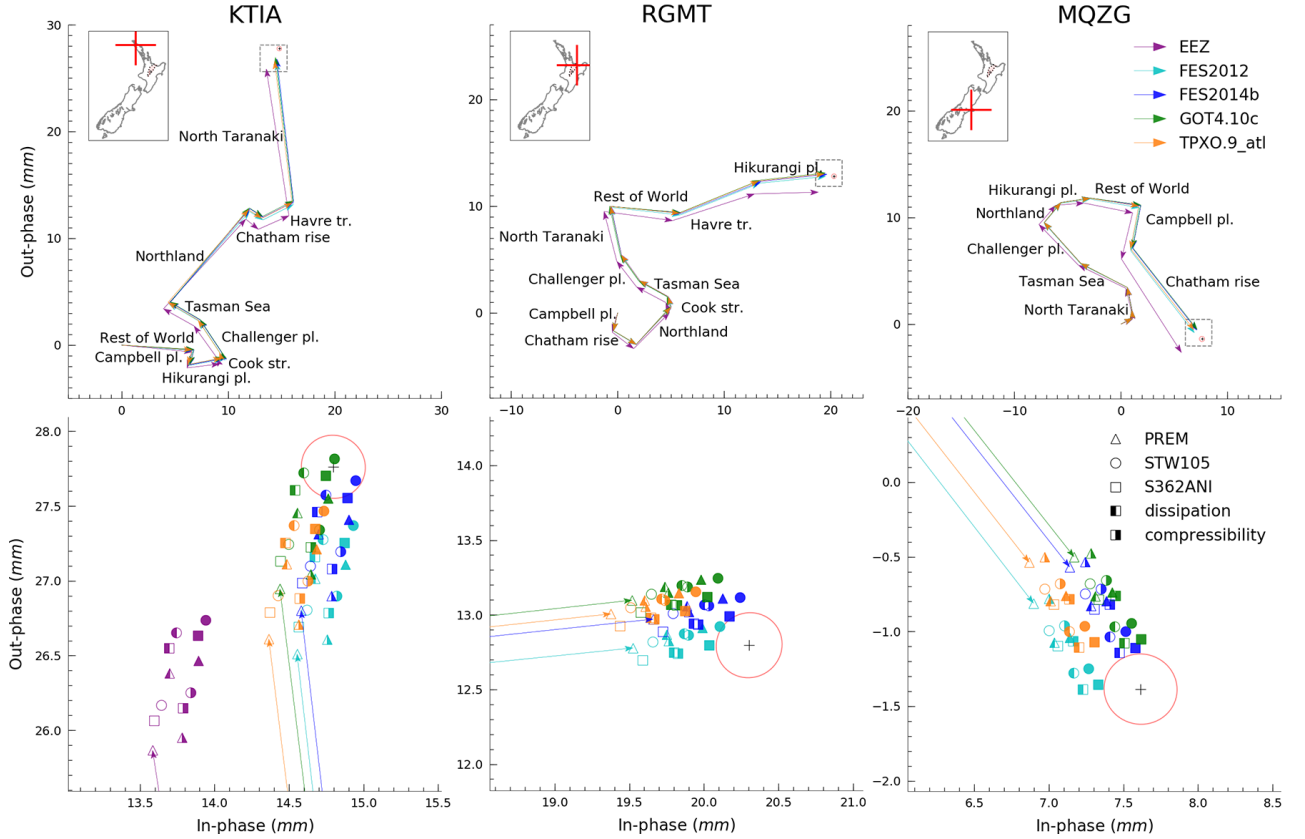 KTIA
RGMT
MQZG
30
20
10
0
Out-phase (mm)
0
10
20
30
North Taranaki
Havre tr.
Chatham rise
Northland
Tasman Sea
Rest of World
Challenger pl.
Campbell pl.
Cook str.
Hikurangi pl.
20
10
0
−10
0
10
20
Hikurangi pl.
Rest of World
Havre tr.
North Taranaki
Challenger pl.
Tasman Sea
Campbell pl.
Cook str.
Chatham rise
Northland
20
10
0
−20
−10
0
10
EEZ
FES2012
FES2014b
GOT4.10c
TPXO.9_atl
Hikurangi pl.
Rest of World
Northland
Campbell pl.
Challenger pl.
Tasman Sea
Chatham rise
North Taranaki
28.0
27.5
27.0
26.5
26.0
Out-phase (mm)
13.5
14.0
14.5
15.0
15.5
In-phase (mm)
14.0
13.5
13.0
12.5
12.0
19.0
19.5
20.0
20.5
21.0
In-phase (mm)
0.0
−0.5
−1.0
−1.5
−2.0
6.5
7.0
7.5
8.0
8.5
In-phase (mm)
PREM
STW105
S362ANI
dissipation
compressibility